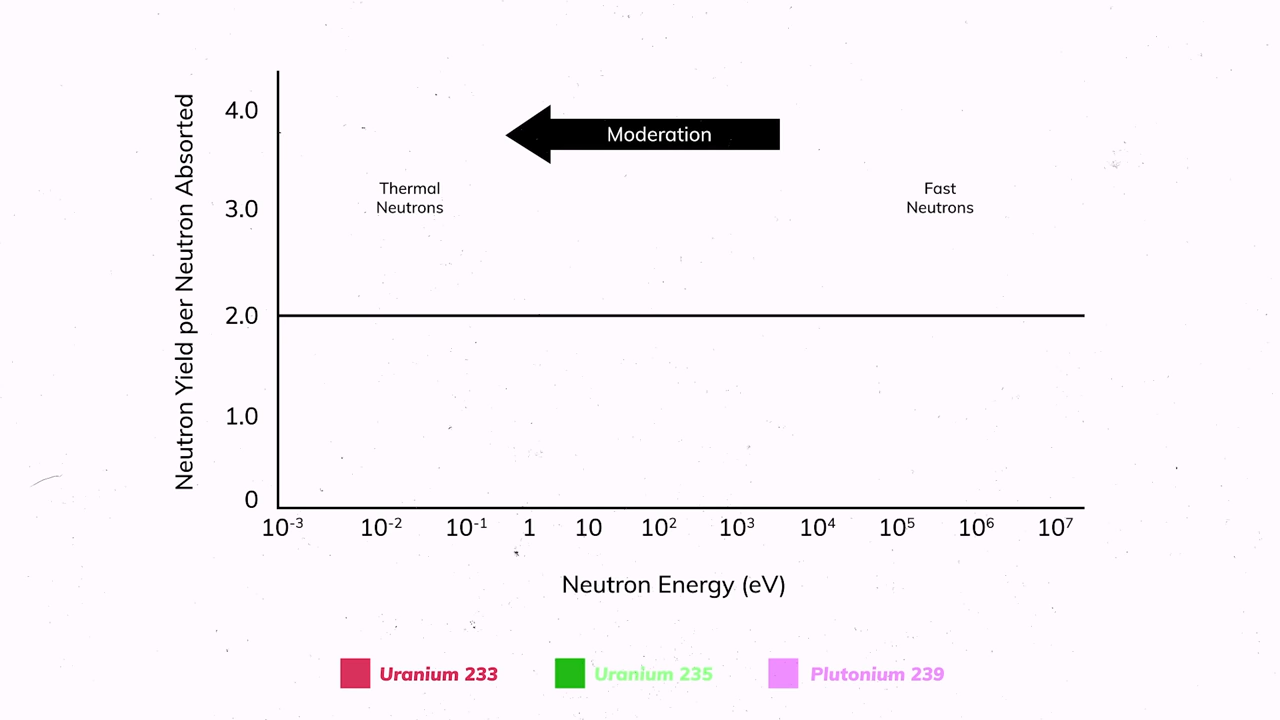 Neutron Yield per Neutron Absorted
4.0
3.0
2.0
1.0
0
Moderation
Thermal
Neutrons
Fast
Neutrons
10⁻³ 10⁻² 10⁻¹ 1 10 10² 10³ 10⁴ 10⁵ 10⁶ 10⁷
Neutron Energy (eV)
Uranium 233 Uranium 235 Plutonium 239